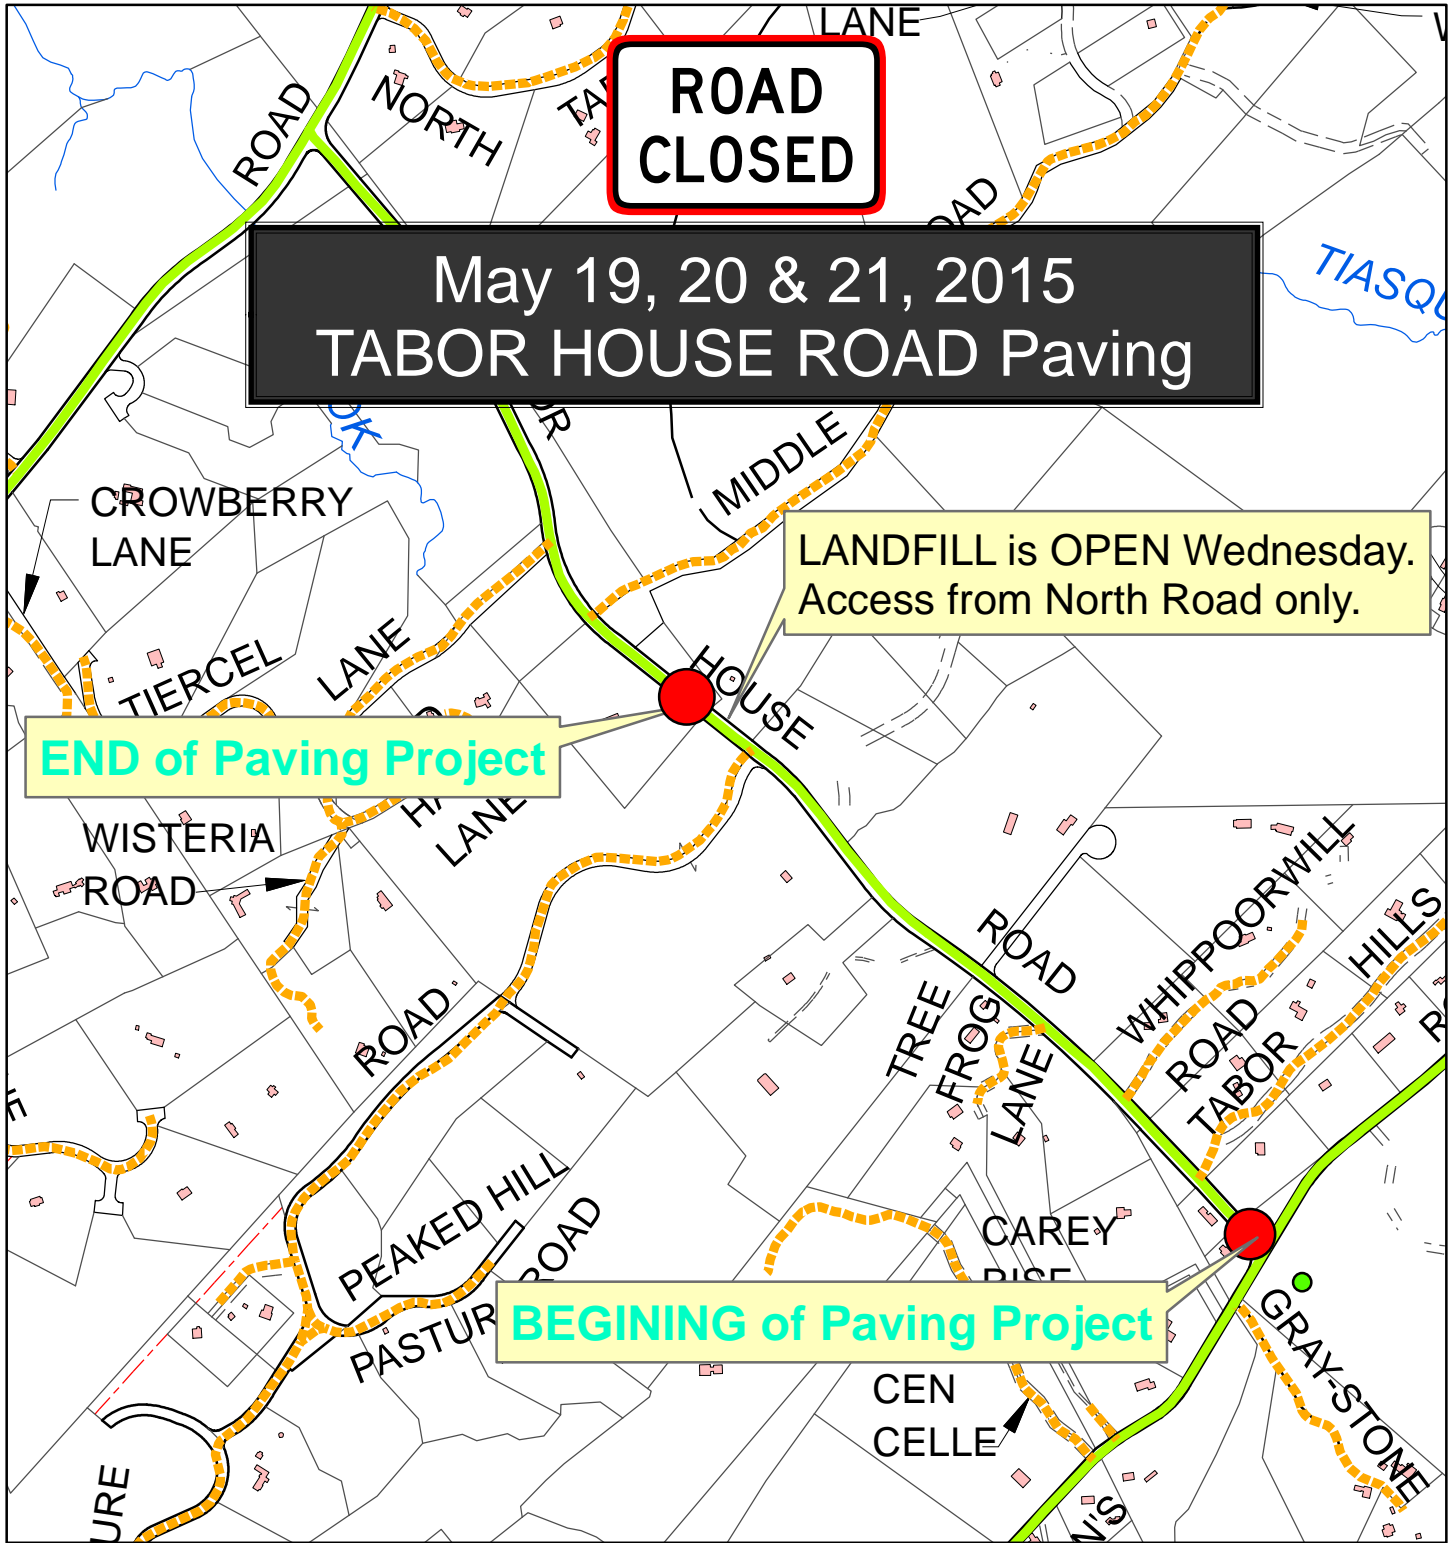 LANE
ROAD
CLOSED
ROAD
NORTH
May 19, 20 & 21, 2015
TABOR HOUSE ROAD Paving
MIDDLE
CROWBERRY
LANE
LANDFILL is OPEN Wednesday.
Access from North Road only.
TIERCEL
LANE
HOUSE
END of Paving Project
LANE
WISTERIA
ROAD
ROAD
WHIPPOORWILL
ROAD
TABOR
HILLS
TREE
FROG
LANE
ROAD
PEAKED HILL
PASTUR
ROAD
CAREY
RISE
BEGINING of Paving Project
GRAY-STONE
CEN
CELLE
URE
N'S